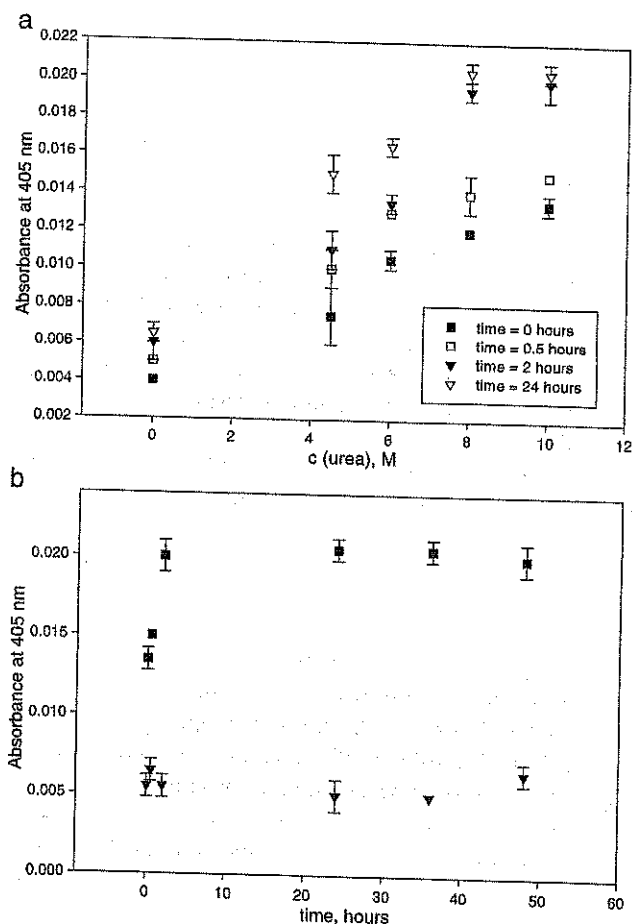 a
0.022
0.020
0.018
0.016
0.014
0.012
0.010
0.008
0.006
0.004
0.002
Absorbance at 405 nm
time = 0 hours
time = 0.5 hours
time = 2 hours
time = 24 hours
0 2 4 6 8 10 12
c (urea), M
b
0.020
0.015
0.010
0.005
0.000
Absorbance at 405 nm
0 10 20 30 40 50 60
time, hours